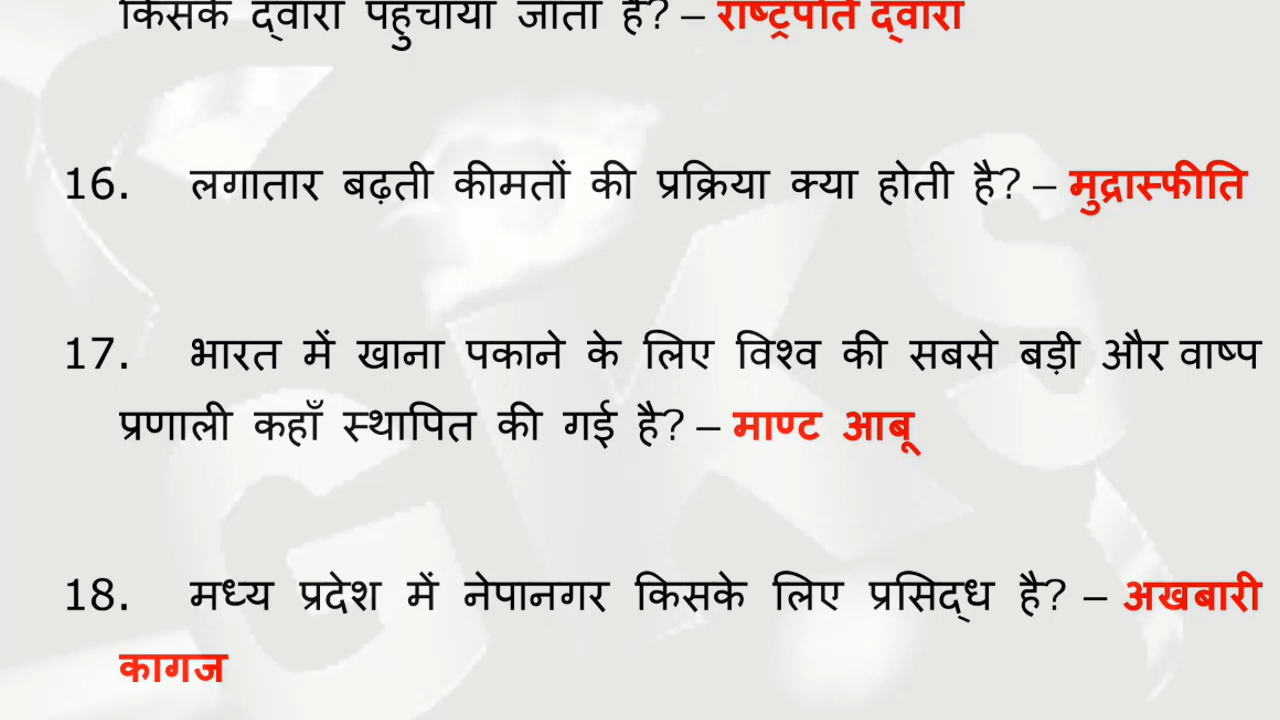 किसके द्वारा पहुँचाया जाता है? – राष्ट्रपति द्वारा
16. लगातार बढ़ती कीमतों की प्रक्रिया क्या होती है? – मुद्रास्फीति
17. भारत में खाना पकाने के लिए विश्व की सबसे बड़ी और वाष्प
प्रणाली कहाँ स्थापित की गई है? – माण्ट आबू
18. मध्य प्रदेश में नेपानगर किसके लिए प्रसिद्ध है? – अखबारी
कागज